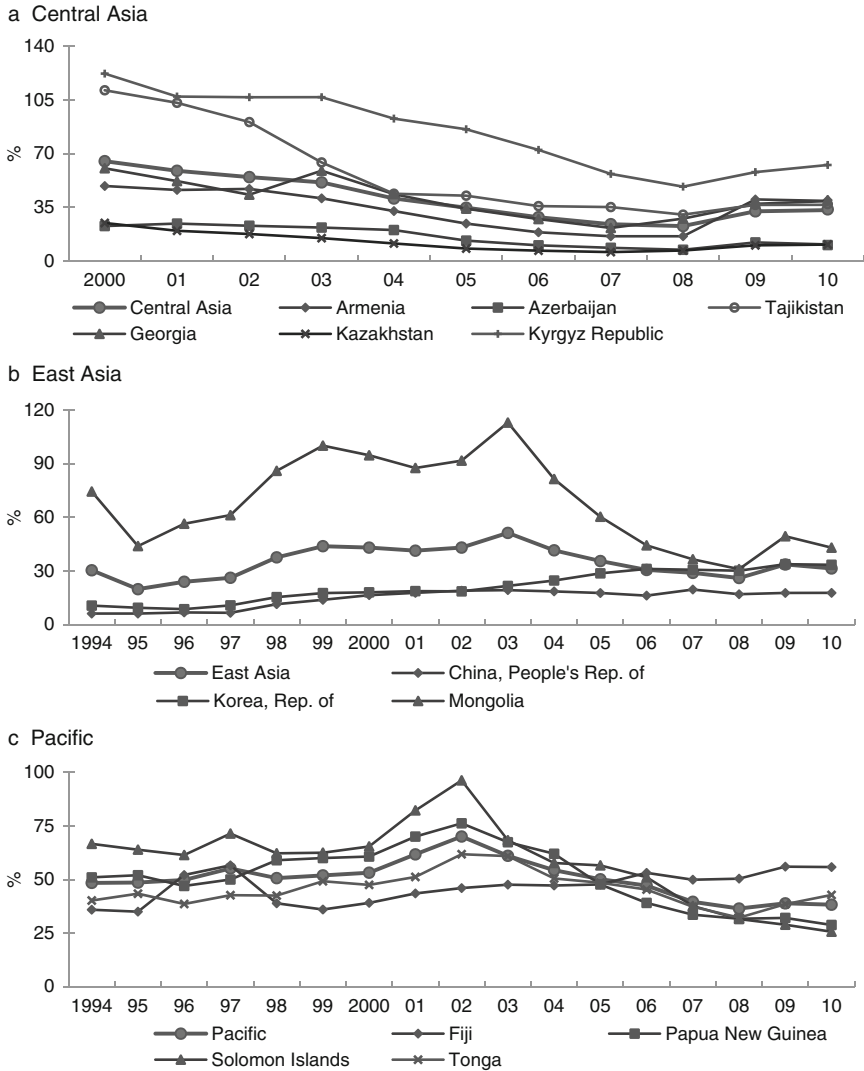 a Central Asia
140
105
70
35
0
%
2000 01 02 03 04 05 06 07 08 09 10
Central Asia Armenia Azerbaijan Tajikistan
Georgia Kazakhstan Kyrgyz Republic
b East Asia
120
90
60
30
0
%
1994 95 96 97 98 99 2000 01 02 03 04 05 06 07 08 09 10
East Asia China, People's Rep. of
Korea, Rep. of Mongolia
c Pacific
100
75
50
25
0
%
1994 95 96 97 98 99 2000 01 02 03 04 05 06 07 08 09 10
Pacific Fiji Papua New Guinea
Solomon Islands Tonga